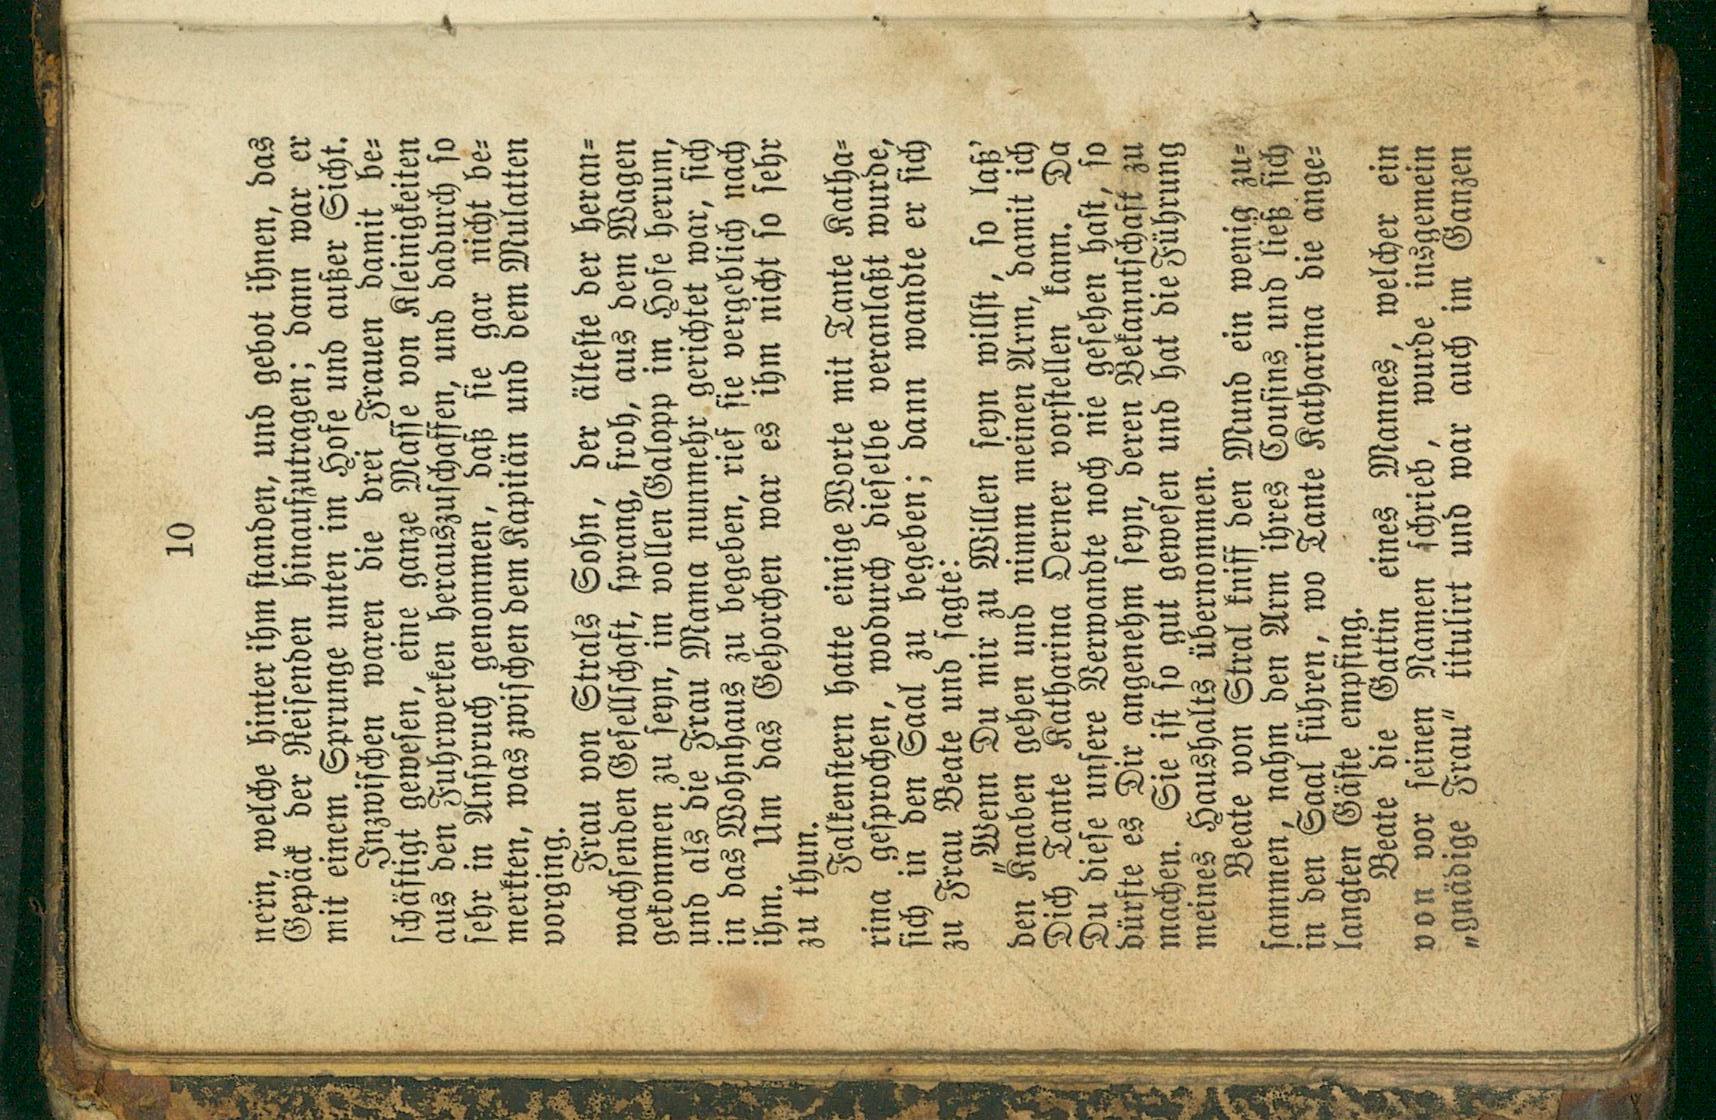 10
nern, welche hinter ihm ſtanden, und gebot ihnen, das
Gepäck der Reiſenden hinaufzutragen; dann war er
mit einem Sprunge unten im Hofe und außer Sicht.
Inzwiſchen waren die drei Frauen damit be⸗
ſchäftigt geweſen, eine ganze Maſſe von Kleinigkeiten
aus den Fuhrwerken herauszuſchaffen, und dadurch ſo
ſehr in Anſpruch genommen, daß ſie gar nicht be⸗
merkten, was zwiſchen dem Kapitän und dem Mulatten
vorging.
Frau von Strals Sohn, der älteſte der heran⸗
wachſenden Geſellſchaft, ſprang, froh, aus dem Wagen
gekommen zu ſeyn, im vollen Galopp im Hofe herum,
und als die Frau Mama nunmehr gerichtet war, ſich
in das Wohnhaus zu begeben, rief ſie vergeblich nach
ihm. Um das Gehorchen war es ihm nicht ſo ſehr
zu thun.
Falkenſtern hatte einige Worte mit Tante Katha⸗
rina geſprochen, wodurch dieſelbe veranlaßt wurde,
ſich in den Saal zu begeben; dann wandte er ſich
zu Frau Beate und ſagte:
„Wenn Du mir zu Willen ſeyn willſt, ſo laß’
den Knaben gehen und nimm meinen Arm, damit ich
Dich Tante Katharina Derner vorſtellen kann. Da
Du dieſe unſere Verwandte noch nie geſehen haſt, ſo
dürfte es Dir angenehm ſeyn, deren Bekanntſchaft zu
machen. Sie iſt ſo gut geweſen und hat die Führung
meines Haushalts übernommen.
Beate von Stral kniff den Mund ein wenig zu⸗
ſammen, nahm den Arm ihres Couſins und ließ ſich
in den Saal führen, wo Tante Katharina die ange⸗
langten Gäſte empfing.
Beate die Gattin eines Mannes, welcher ein
von vor ſeinen Namen ſchrieb, wurde insgemein
„gnädige Frau“ titulirt und war auch im Ganzen